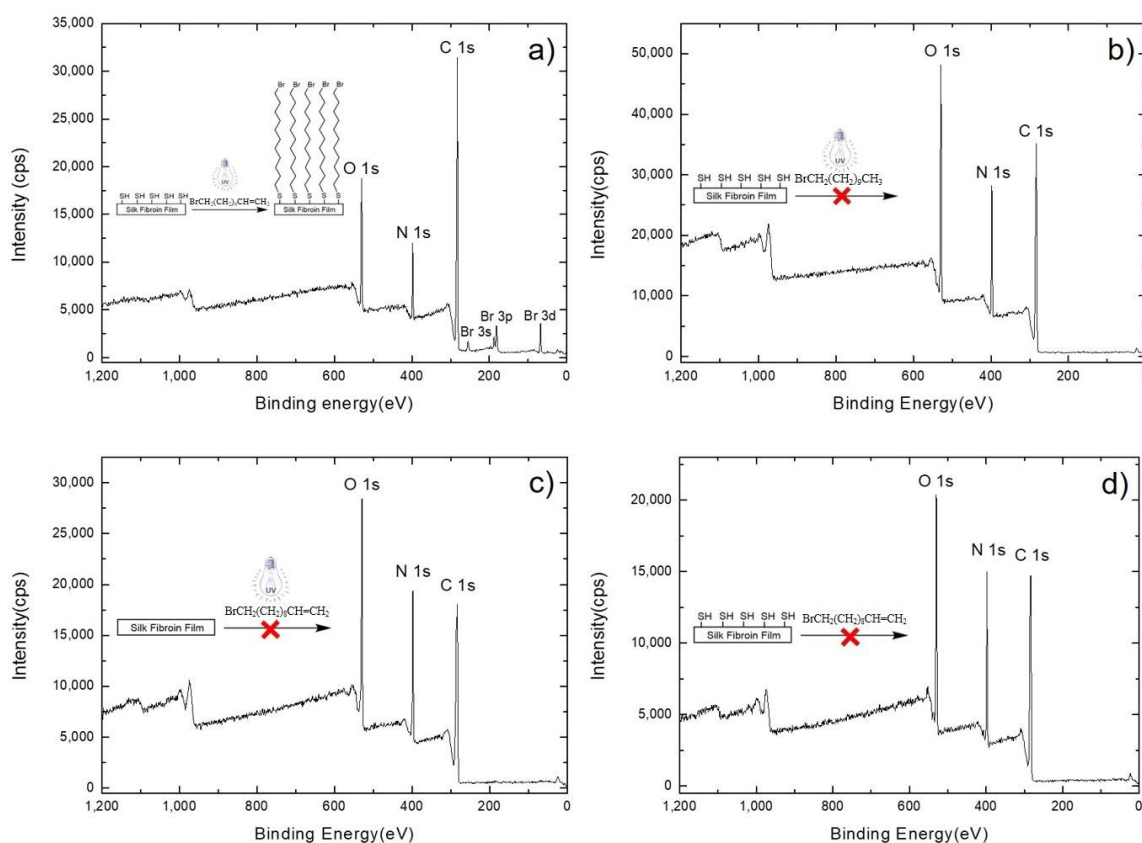 a)
35,000
30,000
25,000
20,000
15,000
10,000
5,000
0
Intensity (cps)
C 1s
O 1s
N 1s
Br 3s
Br 3p
Br 3d
Br Br Br Br Br
UV
SH SH SH SH SH
Silk Fibroin Film
S S S S S
Silk Fibroin Film
1,200 1,000 800 600 400 200 0
Binding energy(eV)
b)
50,000
40,000
30,000
20,000
10,000
0
Intensity(cps)
O 1s
C 1s
N 1s
UV
SH SH SH SH SH
BrCH₂(CH₂)₉CH₃
Silk Fibroin Film
1,200 1,000 800 600 400 200 0
Binding Energy(eV)
c)
30,000
25,000
20,000
15,000
10,000
5,000
0
Intensity(cps)
O 1s
N 1s
C 1s
UV
BrCH₂(CH₂)₈CH=CH₂
Silk Fibroin Film
1,200 1,000 800 600 400 200 0
Binding Energy(eV)
d)
20,000
15,000
10,000
5,000
0
Intensity(cps)
O 1s
N 1s
C 1s
SH SH SH SH SH
BrCH₂(CH₂)₈CH=CH₂
Silk Fibroin Film
1,200 1,000 800 600 400 200 0
Binding Energy(eV)